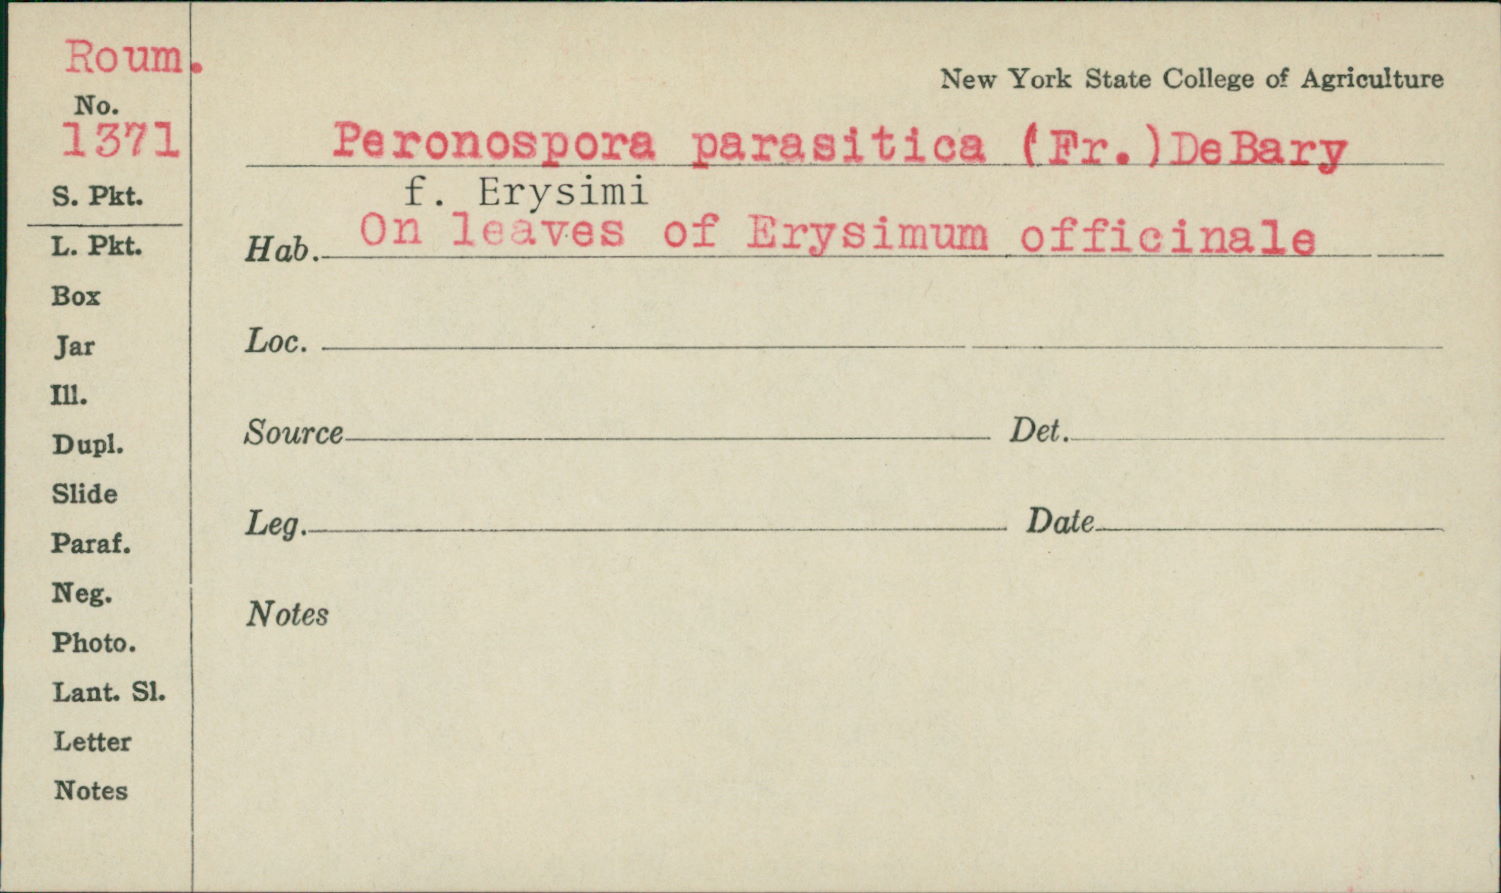 Roum.
New York State College of Agriculture
No.
1371
Peronospora parasitica (Fr.)DeBary
S. Pkt.
f. Erysimi
L. Pkt.
Hab. On leaves of Erysimum officinale
Box
Jar
Loc.
Ill.
Dupl.
Source Det.
Slide
Leg. Date
Paraf.
Neg.
Notes
Photo.
Lant. Sl.
Letter
Notes